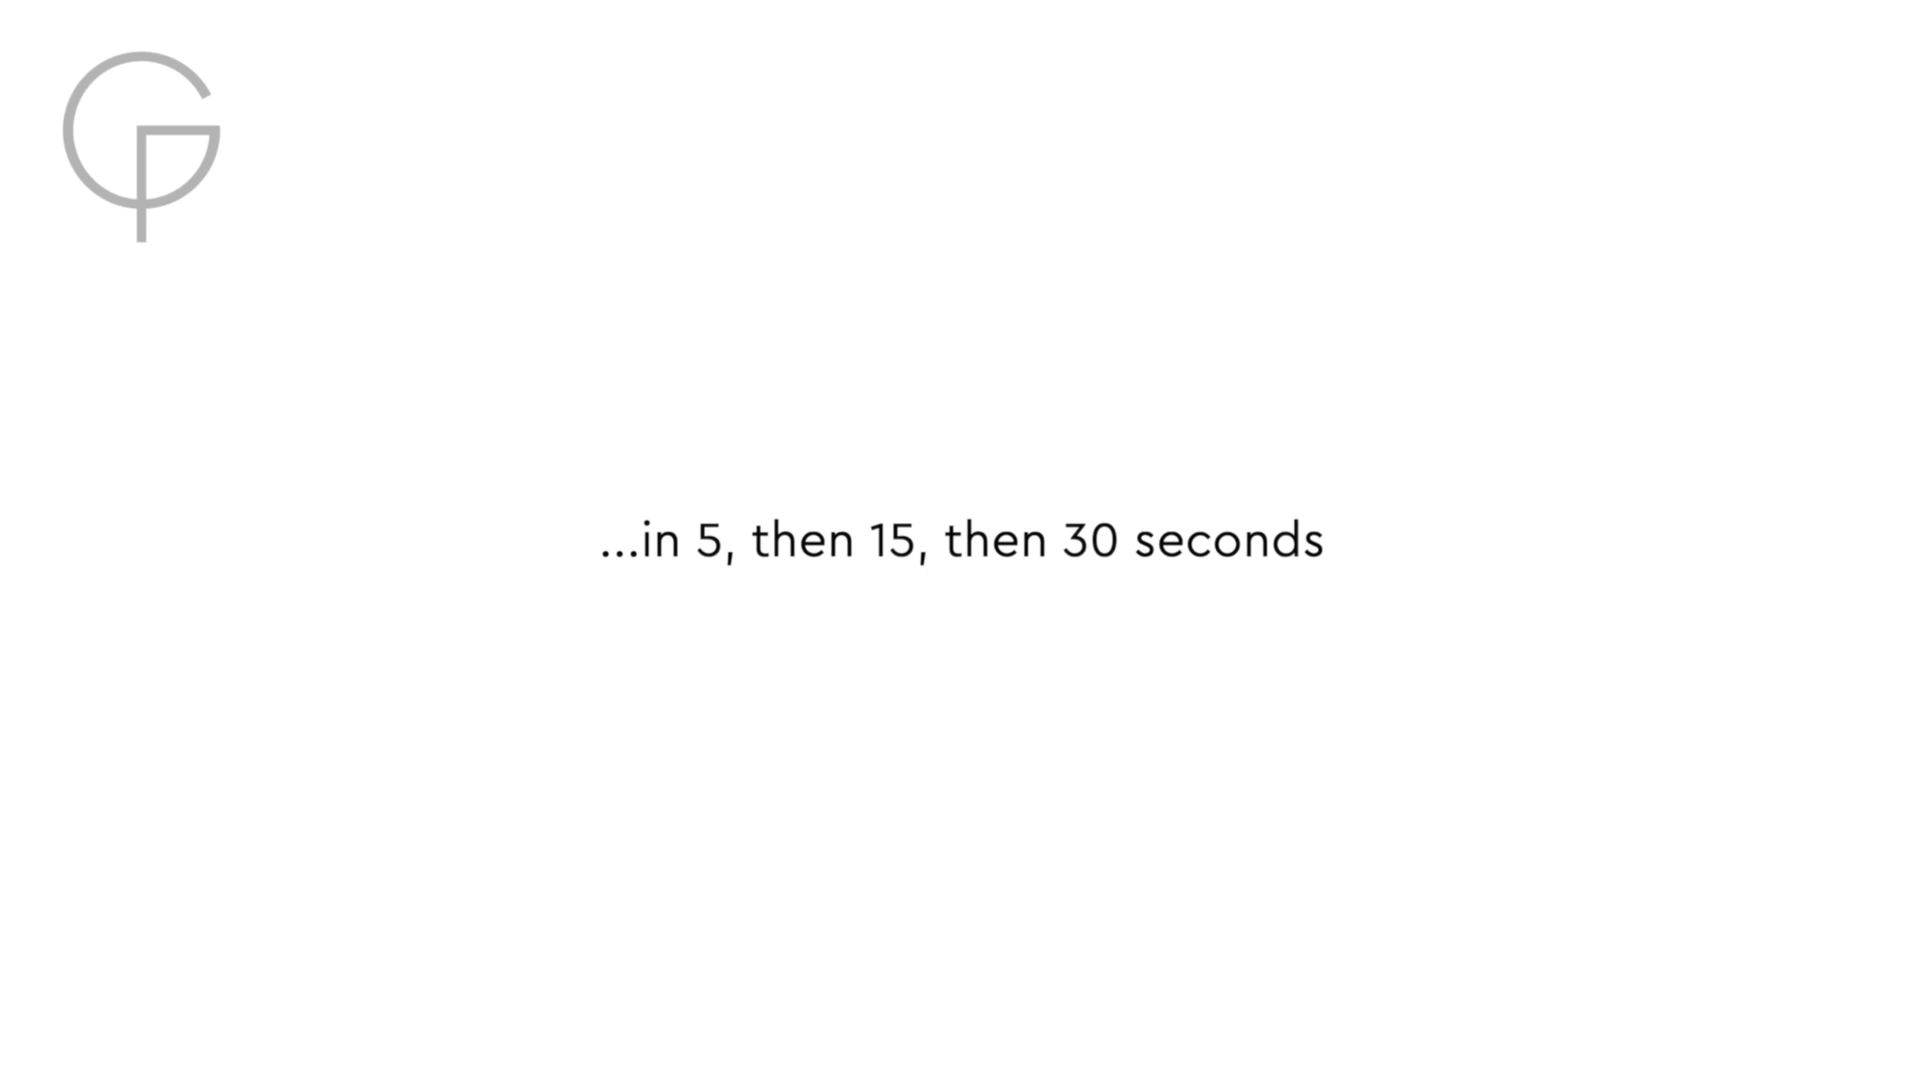 ...in 5, then 15, then 30 seconds